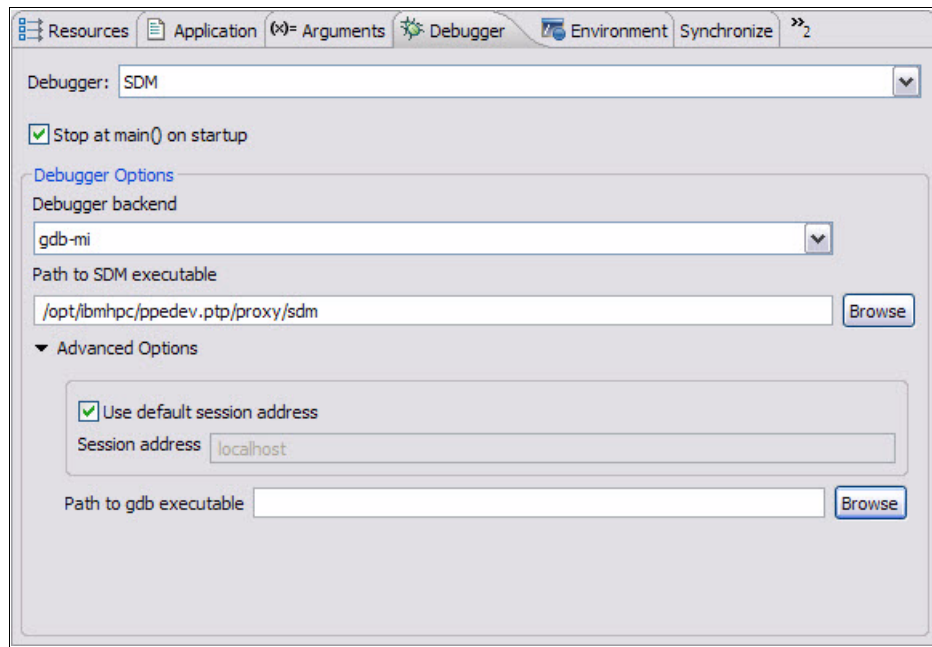 Resources Application (x)= Arguments Debugger Environment Synchronize »2
Debugger: SDM
Stop at main() on startup
Debugger Options
Debugger backend
gdb-mi
Path to SDM executable
/opt/ibmhpc/ppedev.ptp/proxy/sdm Browse
Advanced Options
Use default session address
Session address localhost
Path to gdb executable Browse